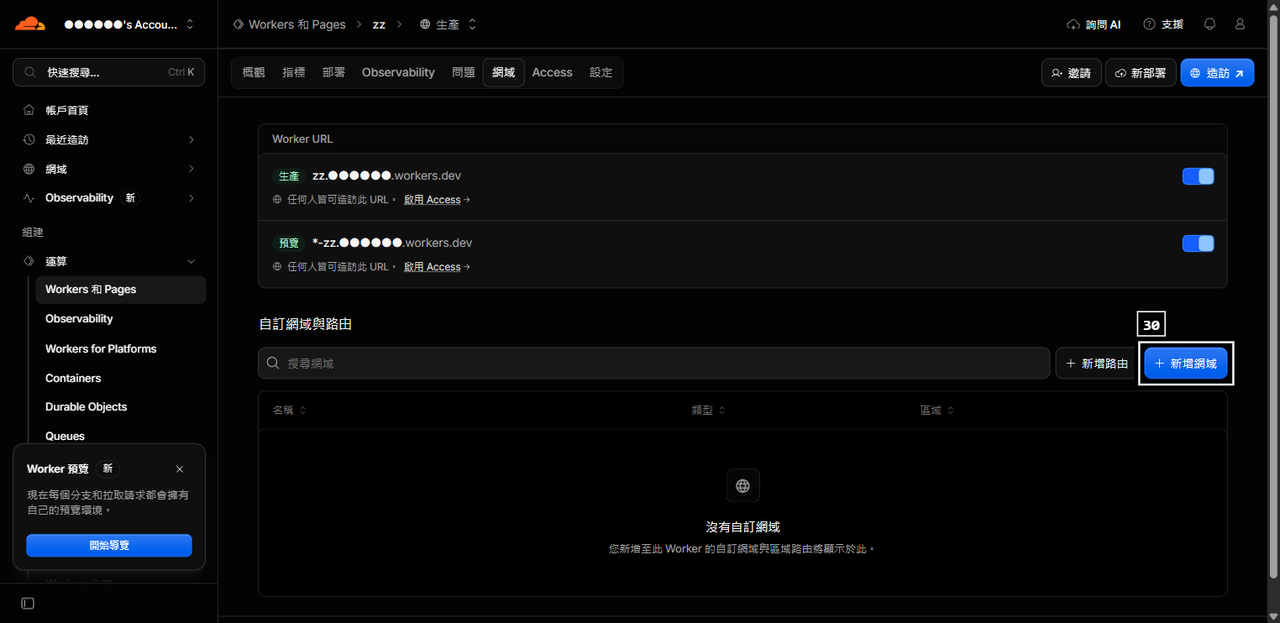 ●●●●●●'s Accou...
Workers 和 Pages > zz > 生產
詢問 AI
支援
快速搜尋... Ctrl K
概觀 指標 部署 Observability 問題 網域 Access 設定
邀請
新部署
造訪
帳戶首頁
最近造訪
網域
Observability 新
組建
運算
Workers 和 Pages
Observability
Workers for Platforms
Containers
Durable Objects
Queues
Worker 預覽 新
現在每個分支和拉取請求都會擁有
自己的預覽環境。
開始導覽
Worker URL
生產 zz.●●●●●●.workers.dev
任何人皆可造訪此 URL。 啟用 Access
預覽 *-zz.●●●●●●.workers.dev
任何人皆可造訪此 URL。 啟用 Access
自訂網域與路由
30
搜尋網域
+ 新增路由
+ 新增網域
名稱 類型 區域
沒有自訂網域
您新增至此 Worker 的自訂網域與區域路由將顯示於此。